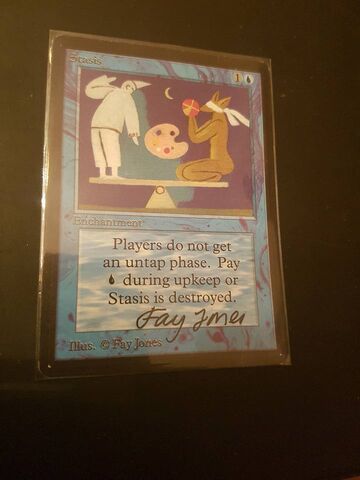 Stasis 1
Enchantment
Players do not get
an untap phase. Pay
during upkeep or
Stasis is destroyed.
Fay Jones
Illus. © Fay Jones